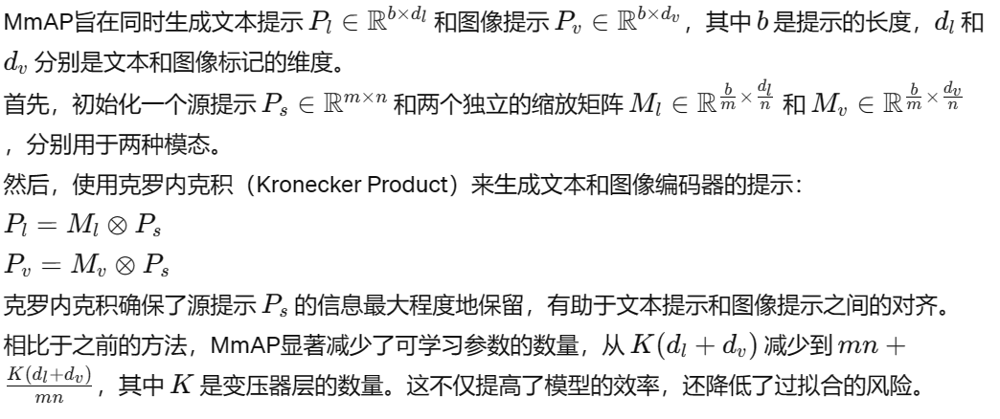 MmAP旨在同时生成文本提示 $P_l \in \mathbb{R}^{b \times d_l}$ 和图像提示 $P_v \in \mathbb{R}^{b \times d_v}$，其中 $b$ 是提示的长度，$d_l$ 和
$d_v$ 分别是文本和图像标记的维度。
首先，初始化一个源提示 $P_s \in \mathbb{R}^{m \times n}$ 和两个独立的缩放矩阵 $M_l \in \mathbb{R}^{\frac{b}{m} \times \frac{d_l}{n}}$ 和 $M_v \in \mathbb{R}^{\frac{b}{m} \times \frac{d_v}{n}}$
，分别用于两种模态。
然后，使用克罗内克积（Kronecker Product）来生成文本和图像编码器的提示：
$P_l = M_l \otimes P_s$
$P_v = M_v \otimes P_s$
克罗内克积确保了源提示 $P_s$ 的信息最大程度地保留，有助于文本提示和图像提示之间的对齐。
相比于之前的方法，MmAP显著减少了可学习参数的数量，从 $K(d_l + d_v)$ 减少到 $mn +$
$\frac{K(d_l+d_v)}{mn}$，其中 $K$ 是变压器层的数量。这不仅提高了模型的效率，还降低了过拟合的风险。